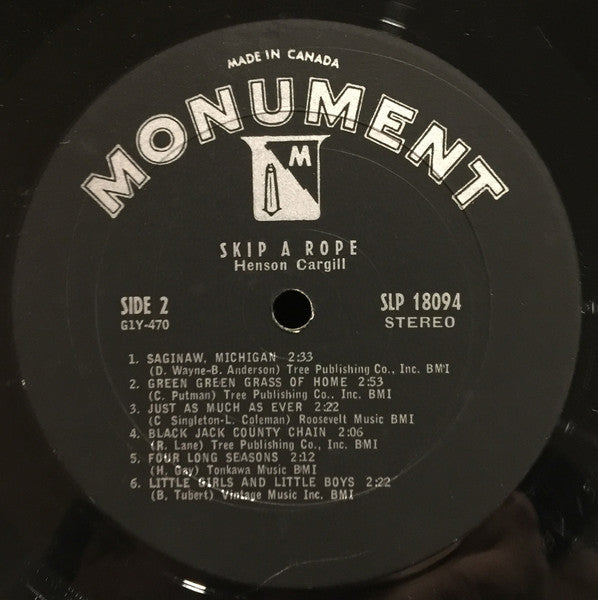 MADE IN CANADA
MONUMENT
M
SKIP A ROPE
Henson Cargill
SIDE 2
G1Y-470
SLP 18094
STEREO
1. SAGINAW, MICHIGAN 2:33
(D. Wayne-B. Anderson) Tree Publishing Co., Inc. BMI
2. GREEN GREEN GRASS OF HOME 2:53
(C. Putman) Tree Publishing Co., Inc. BMI
3. JUST AS MUCH AS EVER 2:22
(C Singleton-L. Coleman) Roosevelt Music BMI
4. BLACK JACK COUNTY CHAIN 2:06
(R. Lane) Tree Publishing Co., Inc. BMI
5. FOUR LONG SEASONS 2:12
(H. Gay) Tonkawa Music BMI
6. LITTLE GIRLS AND LITTLE BOYS 2:22
(B. Tubert) Vintage Music Inc. BMI